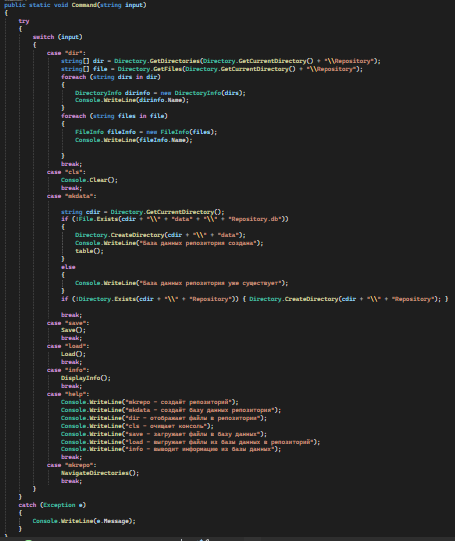 public static void Command(string input)
{
try
{
switch (input)
{
case "dir":
string[] dir = Directory.GetDirectories(Directory.GetCurrentDirectory() + "\\Repository");
string[] file = Directory.GetFiles(Directory.GetCurrentDirectory() + "\\Repository");
foreach (string dirs in dir)
{
DirectoryInfo dirinfo = new DirectoryInfo(dirs);
Console.WriteLine(dirinfo.Name);
}
foreach (string files in file)
{
FileInfo fileInfo = new FileInfo(files);
Console.WriteLine(fileInfo.Name);
}
break;
case "cls":
Console.Clear();
break;
case "mkdata":
string cdir = Directory.GetCurrentDirectory();
if (!File.Exists(cdir + "\\" + "data" + "\\" + "Repository.db"))
{
Directory.CreateDirectory(cdir + "\\" + "data");
Console.WriteLine("База данных репозитория создана");
table();
}
else
{
Console.WriteLine("База данных репозитория уже существует");
}
if (!Directory.Exists(cdir + "\\" + "Repository")) { Directory.CreateDirectory(cdir + "\\" + "Repository"); }
break;
case "save":
Save();
break;
case "load":
Load();
break;
case "info":
DisplayInfo();
break;
case "help":
Console.WriteLine("mkrepo - создаёт репозиторий");
Console.WriteLine("mkdata - создаёт базу данных репозитория");
Console.WriteLine("dir - отображает файлы в репозитории");
Console.WriteLine("cls - очищает консоль");
Console.WriteLine("save - загружает файлы в базу данных");
Console.WriteLine("load - выгружает файлы из базы данных в репозиторий");
Console.WriteLine("info - выводит информацию из базы данных");
break;
case "mkrepo":
NavigateDirectories();
break;
}
}
catch (Exception e)
{
Console.WriteLine(e.Message);
}
}